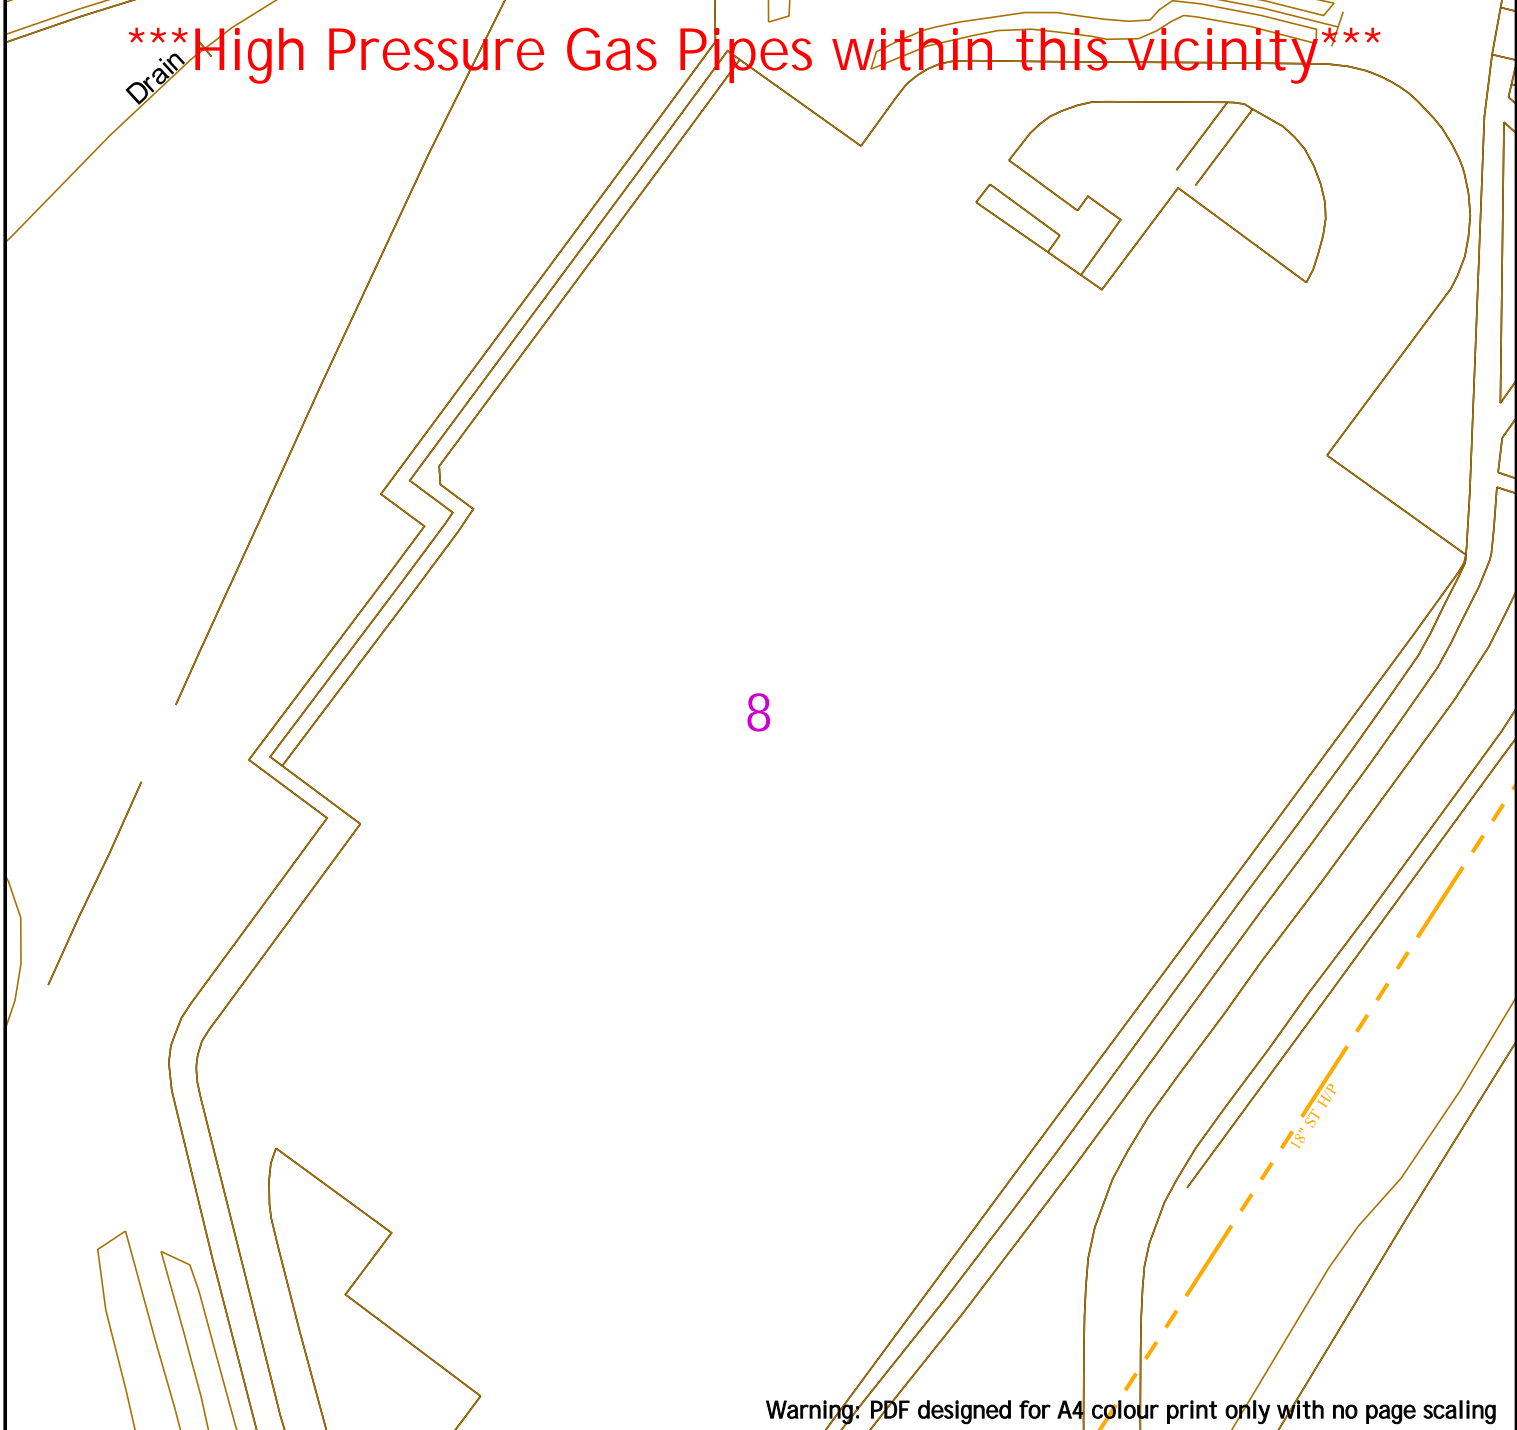 ***High Pressure Gas Pipes within this vicinity***
Drain
8
18" ST H/P
Warning: PDF designed for A4 colour print only with no page scaling